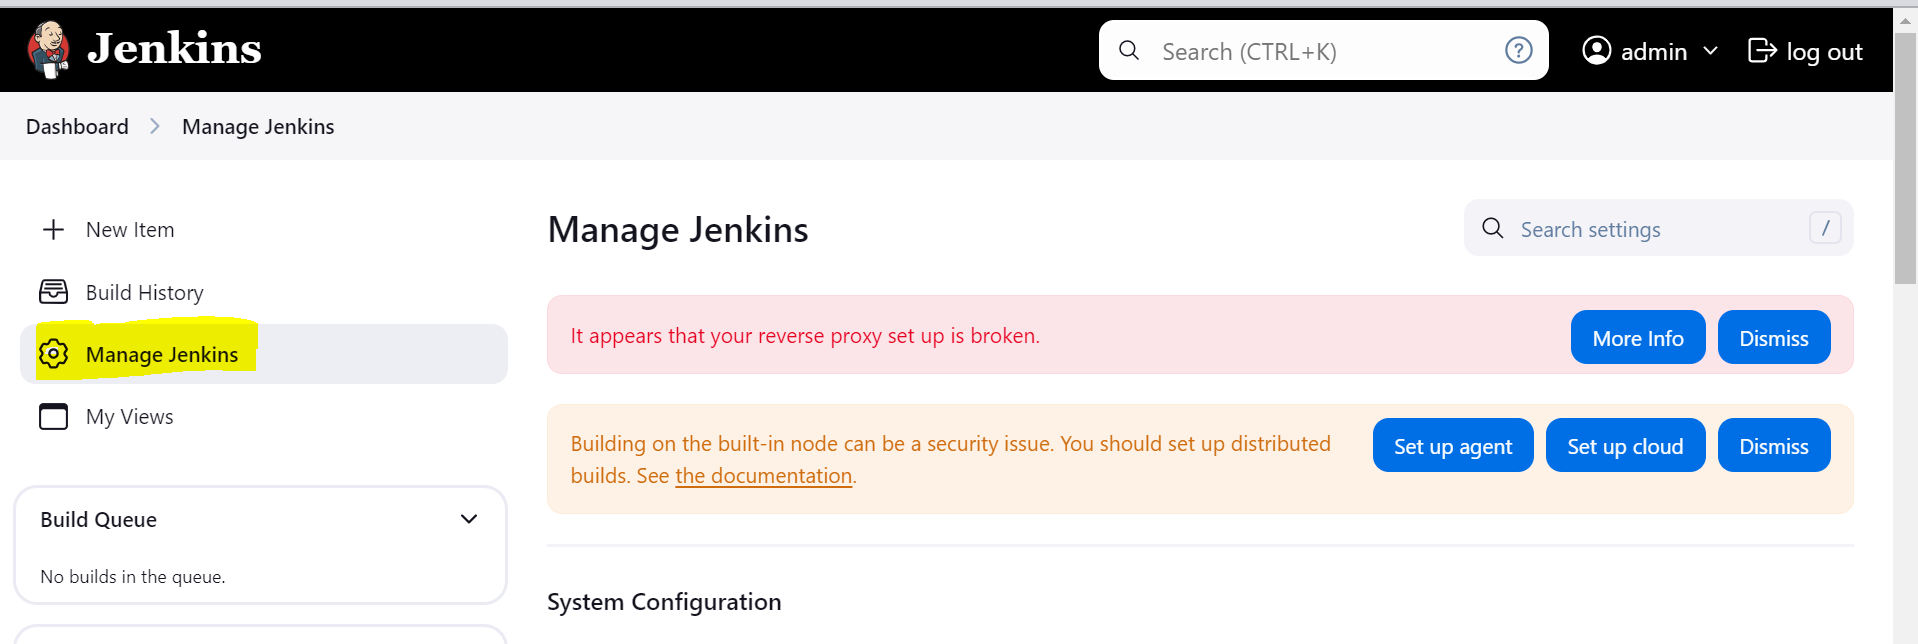 Jenkins
Search (CTRL+K)
?
admin
log out
Dashboard
Manage Jenkins
New Item
Build History
Manage Jenkins
My Views
Build Queue
No builds in the queue.
Manage Jenkins
Search settings
/
It appears that your reverse proxy set up is broken.
More Info
Dismiss
Building on the built-in node can be a security issue. You should set up distributed
builds. See the documentation.
Set up agent
Set up cloud
Dismiss
System Configuration